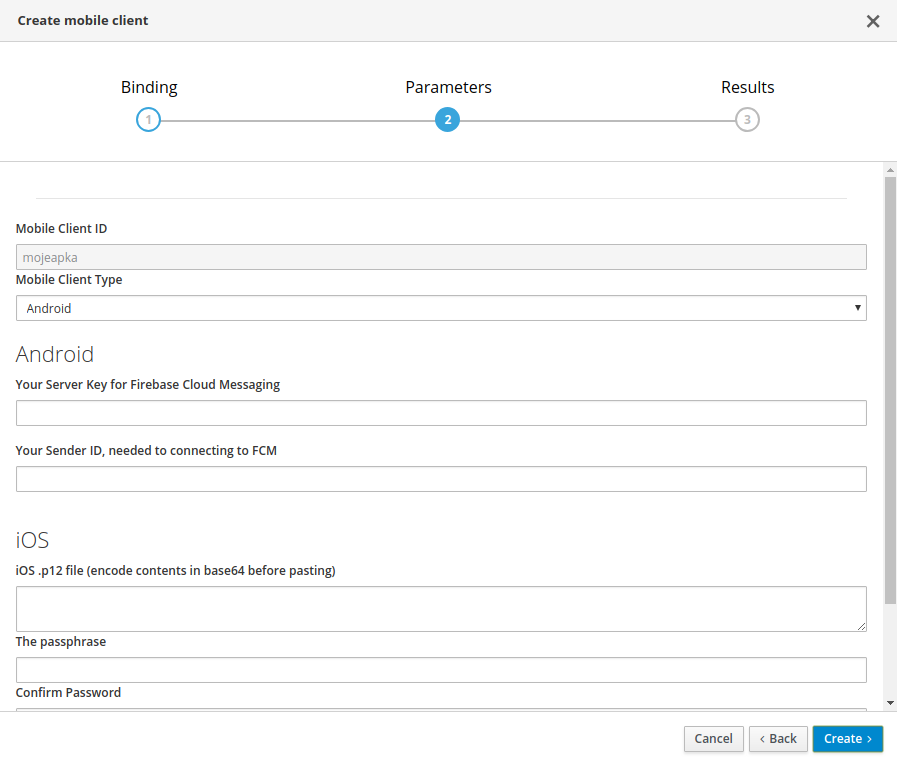 Create mobile client
Binding Parameters Results
1 2 3
Mobile Client ID
mojeapka
Mobile Client Type
Android
Android
Your Server Key for Firebase Cloud Messaging
Your Sender ID, needed to connecting to FCM
iOS
iOS .p12 file (encode contents in base64 before pasting)
The passphrase
Confirm Password
Cancel ‹ Back Create ›